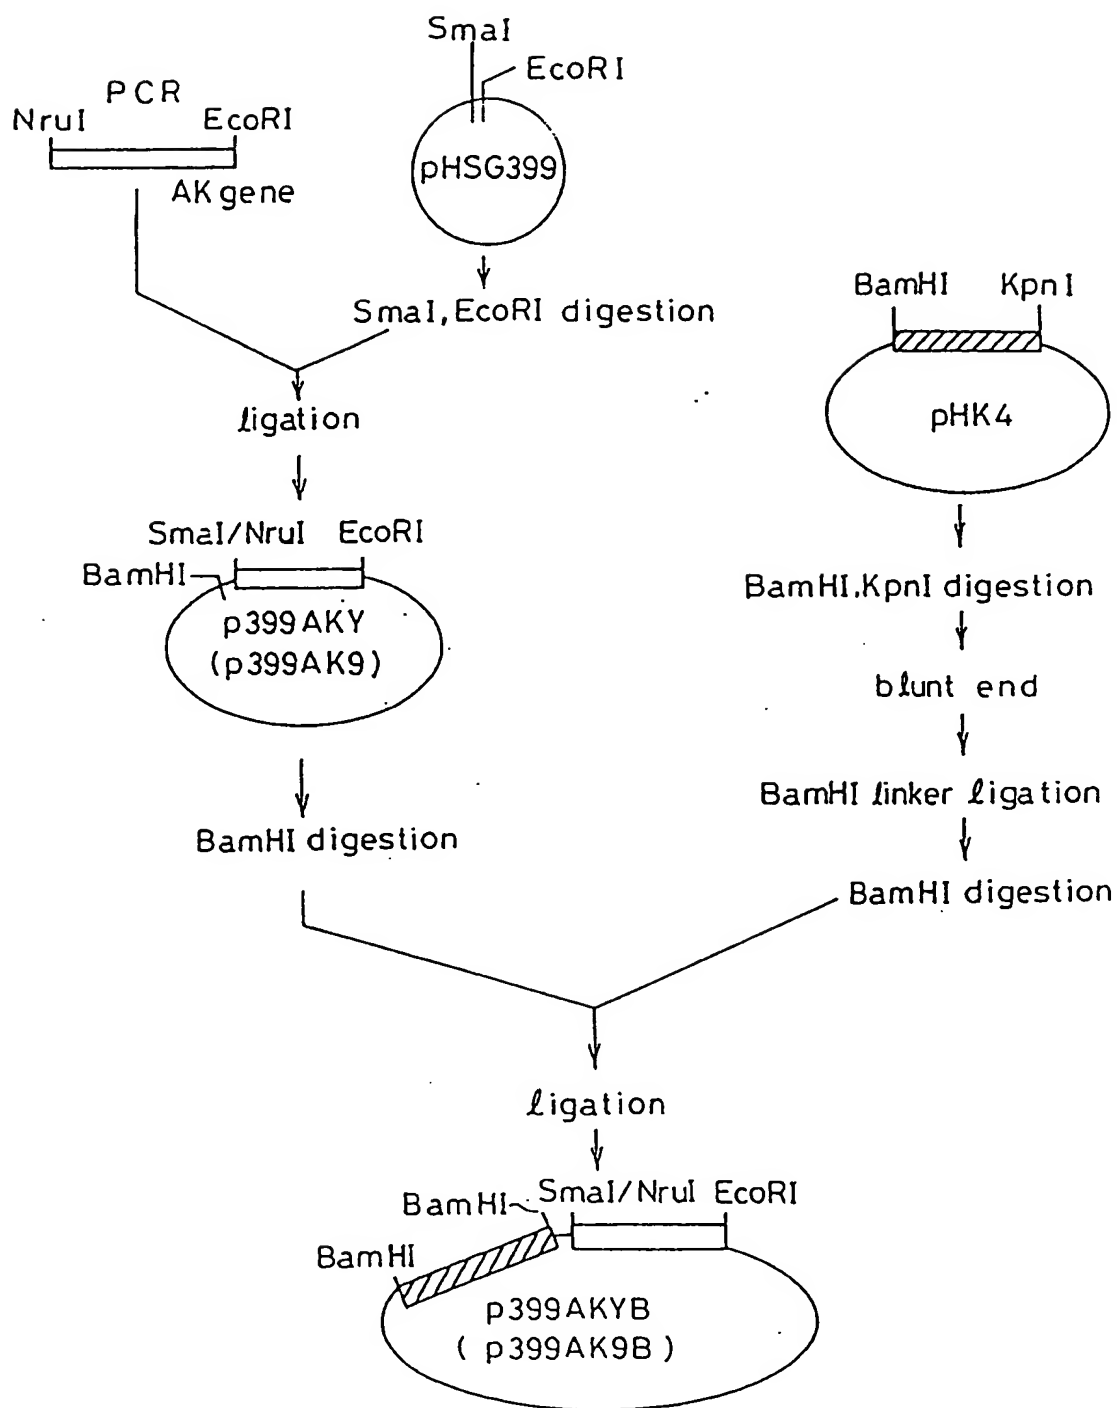 SmaI
EcoRI
PCR
NruI EcoRI
AK gene
pHSG399
SmaI, EcoRI digestion
ligation
BamHI KpnI
pHK4
SmaI/NruI EcoRI
BamHI
p399AKY
(p399AK9)
BamHI digestion
BamHI.KpnI digestion
blunt end
BamHI linker ligation
BamHI digestion
ligation
BamHI SmaI/NruI EcoRI
BamHI
p399AKYB
( p399AK9B )